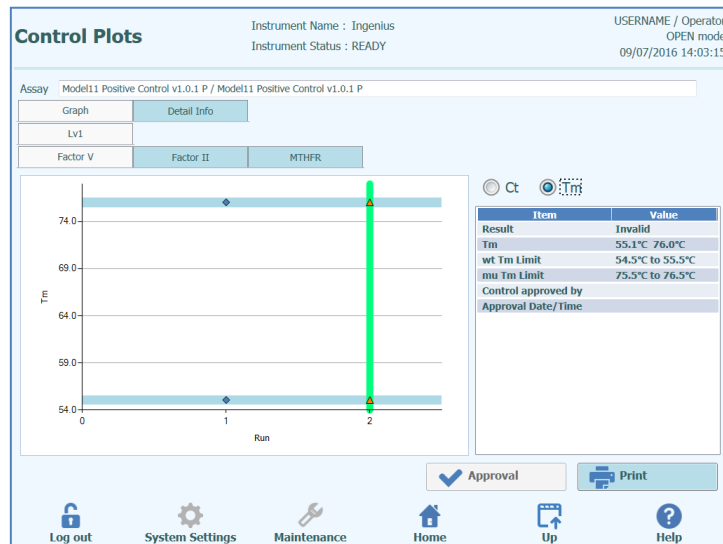 Control Plots
Instrument Name : Ingenius
Instrument Status : READY
USERNAME / Operator
OPEN mode
09/07/2016 14:03:15
Assay Model11 Positive Control v1.0.1 P / Model11 Positive Control v1.0.1 P
Graph Detail Info
Lv1
Factor V Factor II MTHFR
Ct Tm
74.0
69.0
64.0
59.0
54.0
Tm
0 1 2
Run
Item Value
Result Invalid
Tm 55.1°C 76.0°C
wt Tm Limit 54.5°C to 55.5°C
mu Tm Limit 75.5°C to 76.5°C
Control approved by
Approval Date/Time
Approval Print
Log out System Settings Maintenance Home Up Help